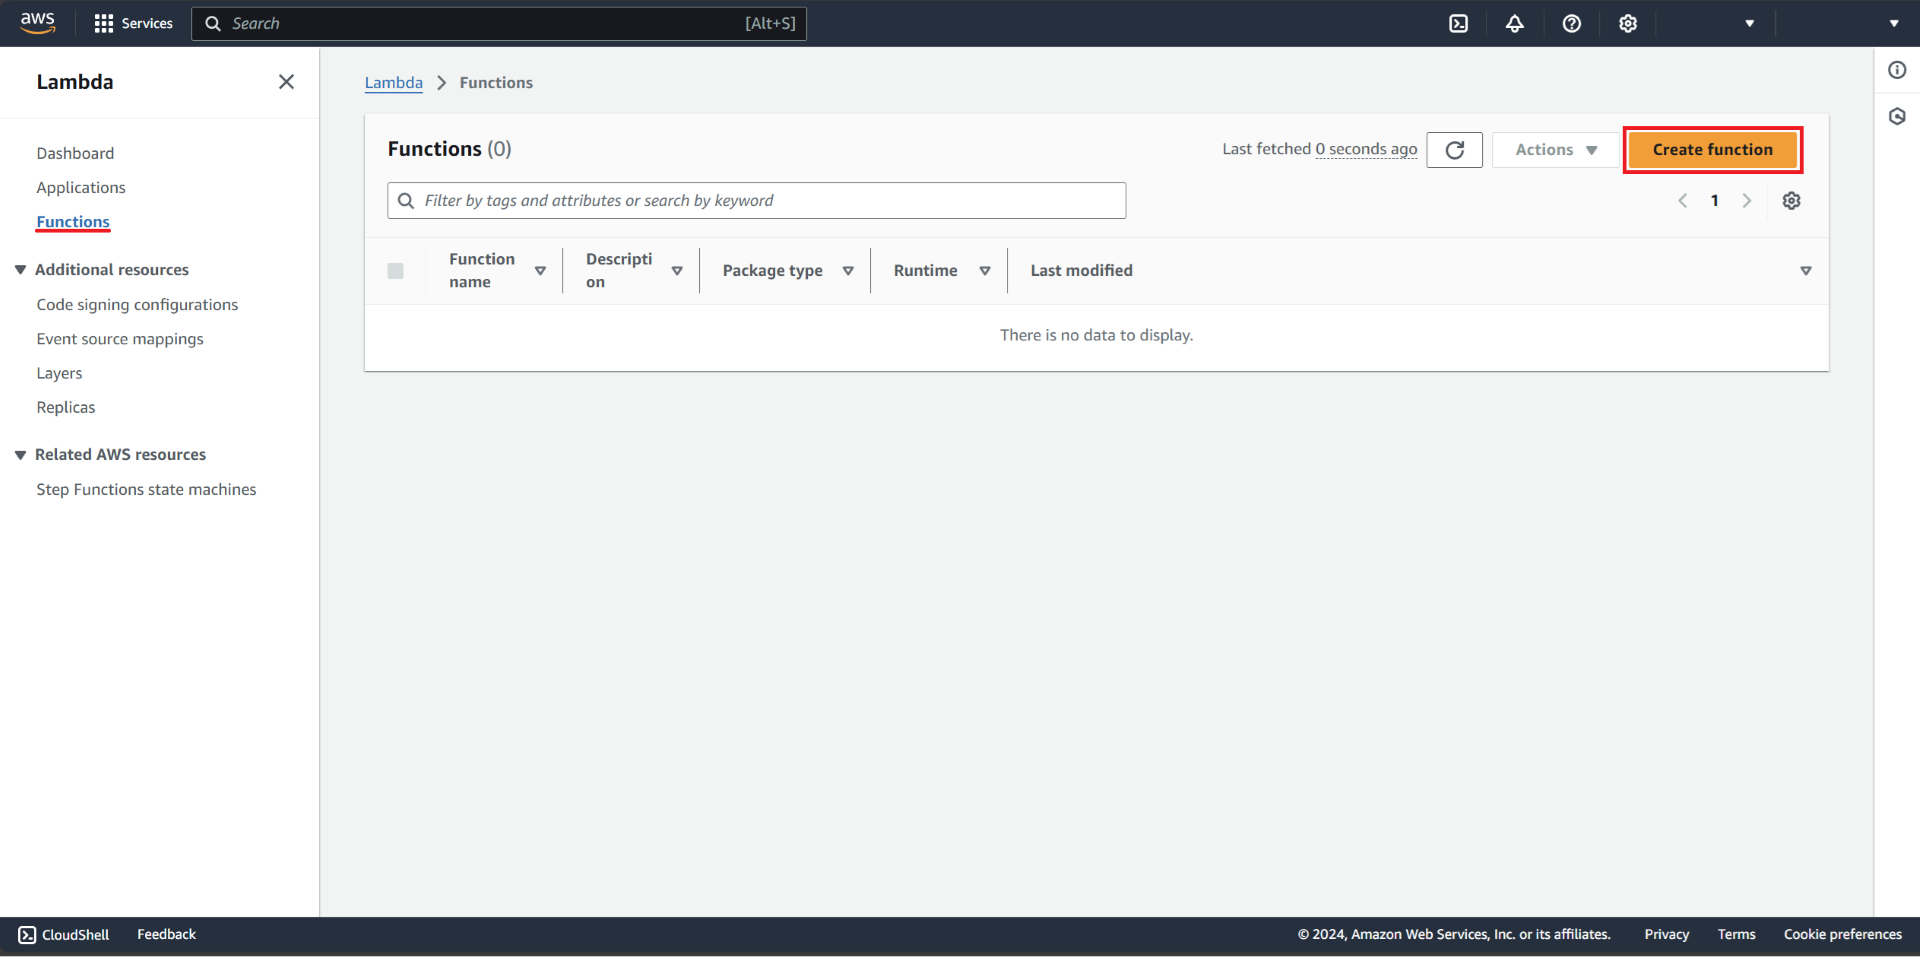 aws
Services
Search [Alt+S]
Lambda
Dashboard
Applications
Functions
Additional resources
Code signing configurations
Event source mappings
Layers
Replicas
Related AWS resources
Step Functions state machines
Lambda Functions
Functions (0)
Last fetched 0 seconds ago
Actions
Create function
Filter by tags and attributes or search by keyword
1
Function
name
Descripti
on
Package type
Runtime
Last modified
There is no data to display.
CloudShell
Feedback
© 2024, Amazon Web Services, Inc. or its affiliates.
Privacy
Terms
Cookie preferences